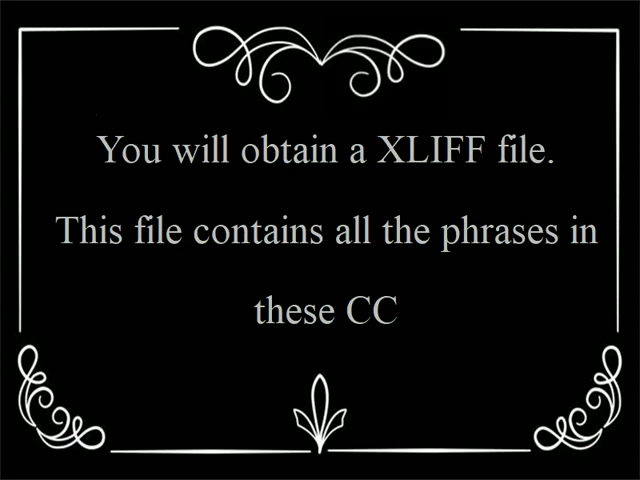 You will obtain a XLIFF file.
This file contains all the phrases in
these CC